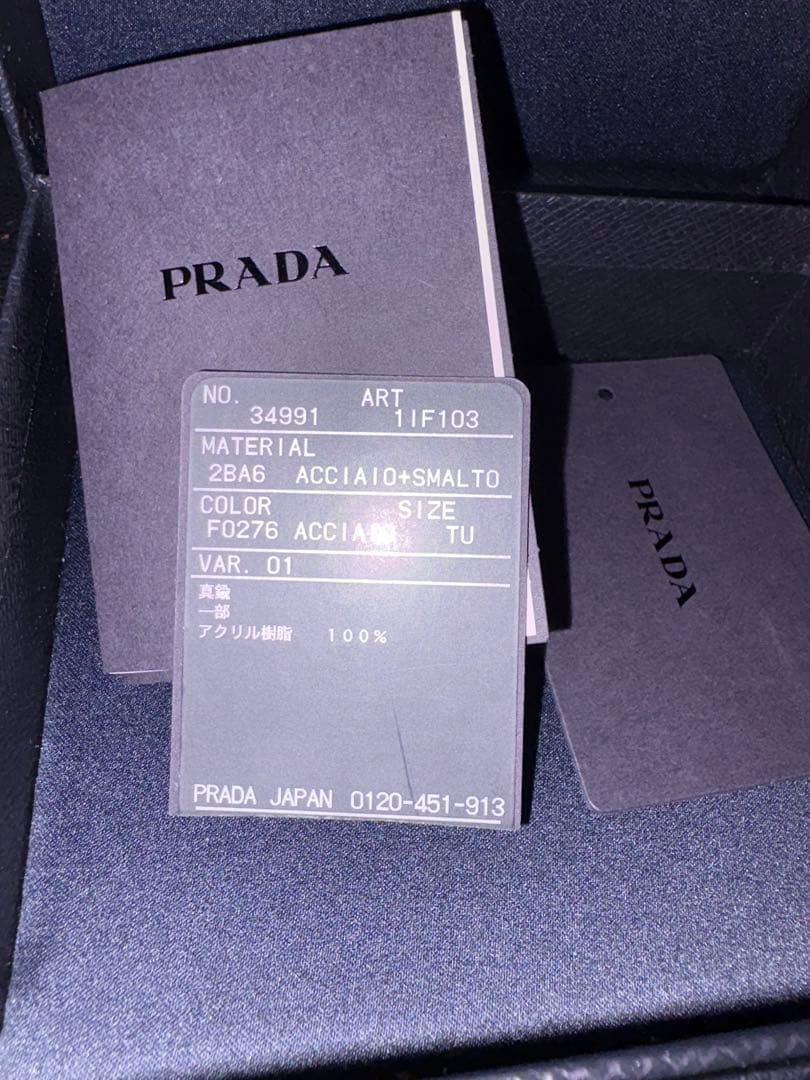 PRADA
NO. ART
34991 1IF103
MATERIAL
2BA6 ACCIAIO+SMALTO
COLOR SIZE
F0276 TU
VAR. 01
真鍮
一部
アクリル樹脂 100%
PRADA JAPAN 0120-451-913
PRADA